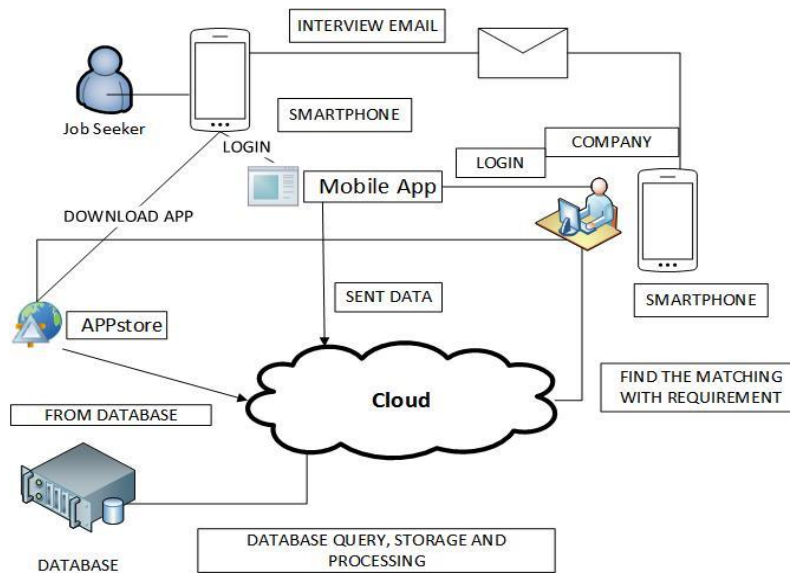 INTERVIEW EMAIL
Job Seeker
SMARTPHONE
COMPANY
LOGIN
LOGIN
Mobile App
DOWNLOAD APP
SENT DATA
SMARTPHONE
APPstore
FIND THE MATCHING
WITH REQUIREMENT
Cloud
FROM DATABASE
DATABASE QUERY, STORAGE AND
PROCESSING
DATABASE